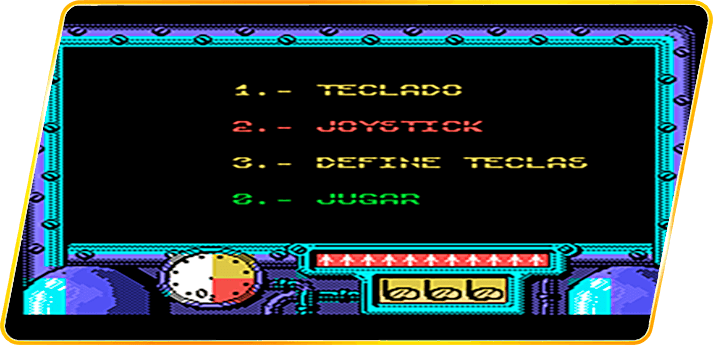 1.- TECLADO
2.- JOYSTICK
3.- DEFINE TECLAS
0.- JUGAR